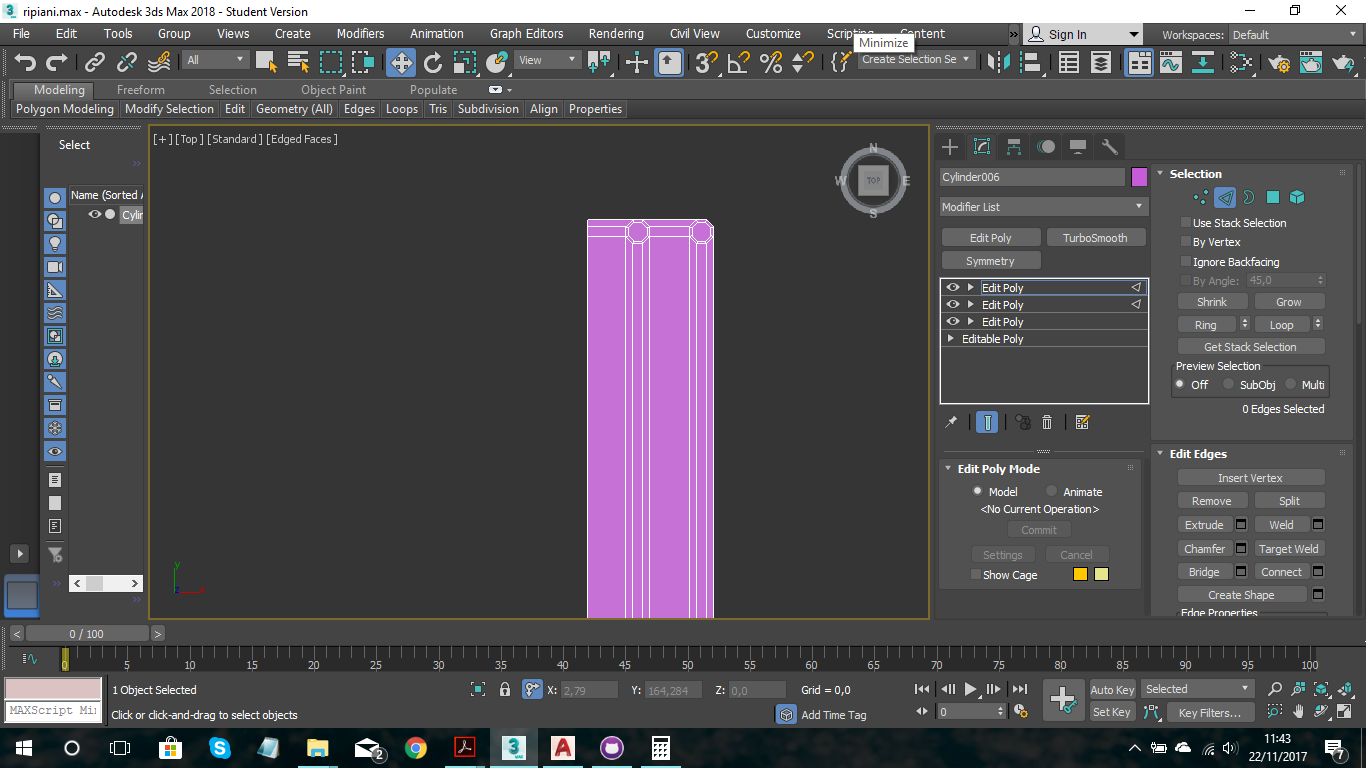 ripiani.max - Autodesk 3ds Max 2018 - Student Version
File Edit Tools Group Views Create Modifiers Animation Graph Editors Rendering Civil View Customize Scripting Content » Sign In Workspaces: Default
Minimize
All View 3 Create Selection Se
Modeling Freeform Selection Object Paint Populate
Polygon Modeling Modify Selection Edit Geometry (All) Edges Loops Tris Subdivision Align Properties
Select
Name (Sorted A
Cylin
[+] [Top ] [Standard ] [Edged Faces ]
N
W TOP E
S
y
x
z
Cylinder006
Modifier List
Edit Poly TurboSmooth
Symmetry
Edit Poly
Edit Poly
Edit Poly
Editable Poly
Edit Poly Mode
Model Animate
<No Current Operation>
Commit
Settings Cancel
Show Cage
Selection
Use Stack Selection
By Vertex
Ignore Backfacing
By Angle: 45,0
Shrink Grow
Ring Loop
Get Stack Selection
Preview Selection
Off SubObj Multi
0 Edges Selected
Edit Edges
Insert Vertex
Remove Split
Extrude Weld
Chamfer Target Weld
Bridge Connect
Create Shape
Edge Properties
< 0 / 100 >
0 5 10 15 20 25 30 35 40 45 50 55 60 65 70 75 80 85 90 95 100
MAXScript Mi
1 Object Selected
Click or click-and-drag to select objects
X: 2,79 Y: 164,284 Z: 0,0 Grid = 0,0
Add Time Tag
0
Auto Key Selected
Set Key Key Filters...
2
3 MAX
11:43
22/11/2017
7